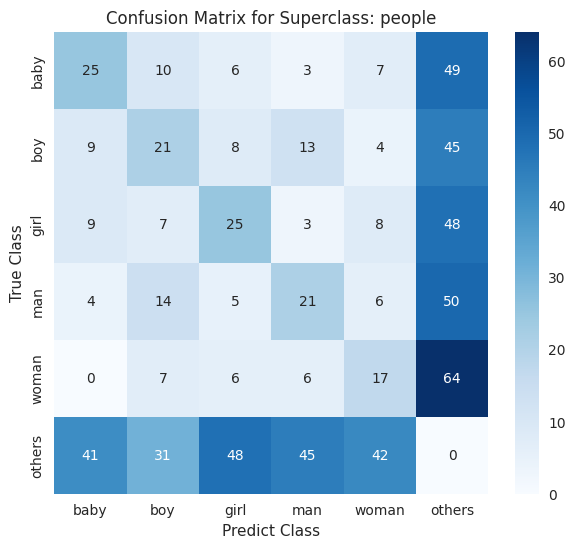 Confusion Matrix for Superclass: people
True Class
baby 25 10 6 3 7 49
boy 9 21 8 13 4 45
girl 9 7 25 3 8 48
man 4 14 5 21 6 50
woman 0 7 6 6 17 64
others 41 31 48 45 42 0
baby boy girl man woman others
Predict Class
60
50
40
30
20
10
0